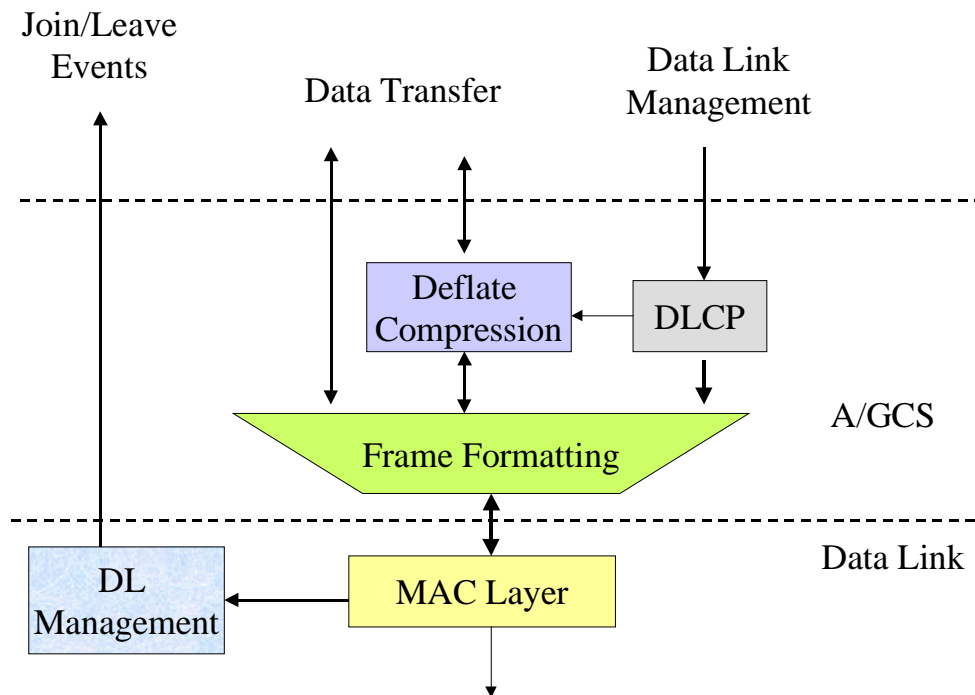 Join/Leave
Events
Data Transfer
Data Link
Management
Deflate
Compression
DLCP
A/GCS
Frame Formatting
Data Link
DL
Management
MAC Layer